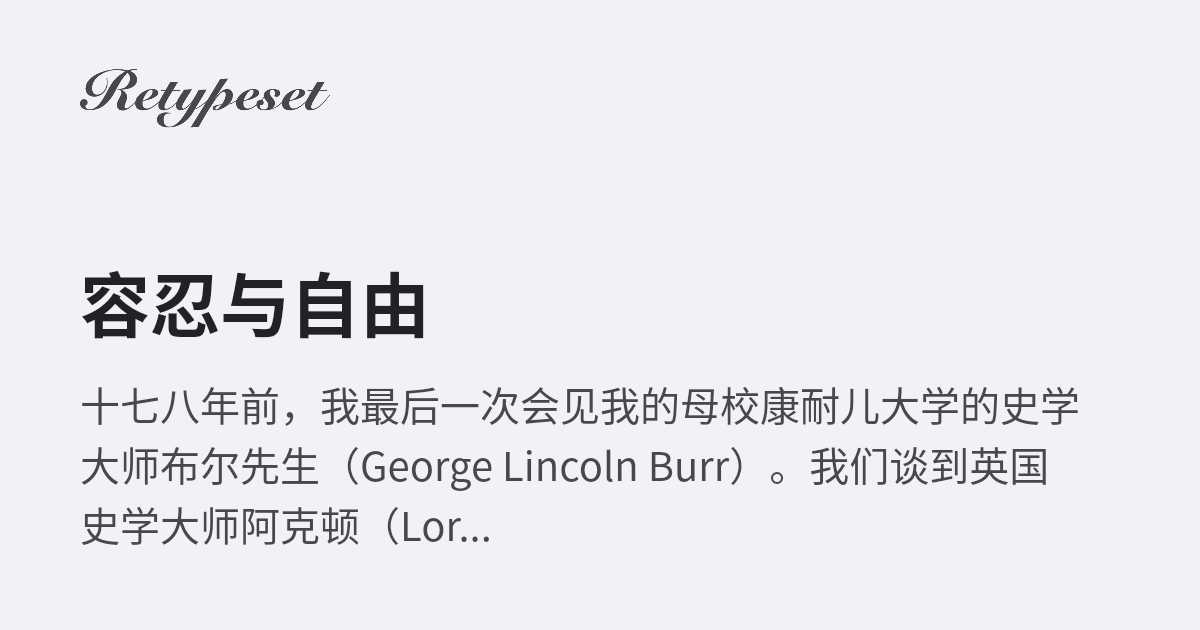 Retypeset
容忍与自由
十七八年前，我最后一次会见我的母校康耐儿大学的史学
大师布尔先生（George Lincoln Burr）。我们谈到英国
史学大师阿克顿（Lor...